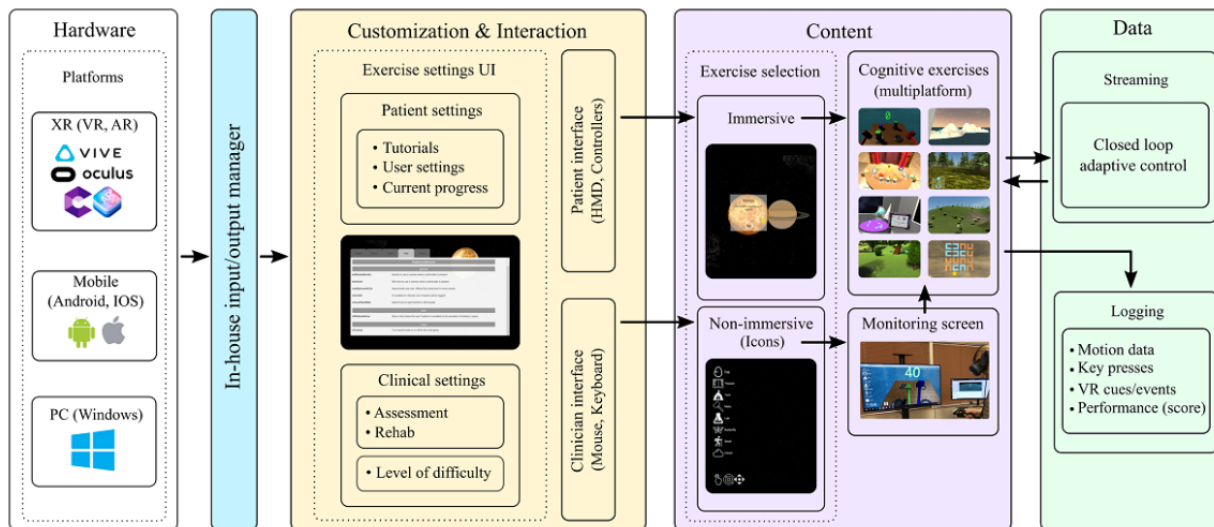 Hardware
Platforms
XR (VR, AR)
VIVE
oculus
Mobile
(Android, IOS)
PC (Windows)
In-house input/output manager
Customization & Interaction
Exercise settings UI
Patient settings
• Tutorials
• User settings
• Current progress
Clinical settings
• Assessment
• Rehab
• Level of difficulty
Patient interface
(HMD, Controllers)
Clinician interface
(Mouse, Keyboard)
Content
Exercise selection
Immersive
Non-immersive
(Icons)
Cognitive exercises
(multiplatform)
0
Monitoring screen
40
Data
Streaming
Closed loop
adaptive control
Logging
• Motion data
• Key presses
• VR cues/events
• Performance (score)